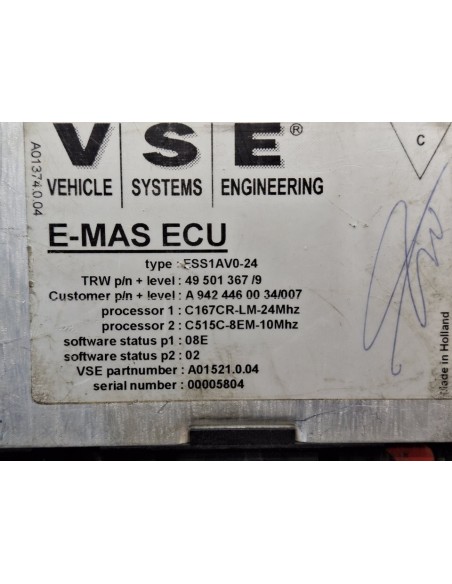 VSE®
VEHICLE SYSTEMS ENGINEERING
C
A01374.0.04
E-MAS ECU
type : ESS1AV0-24
TRW p/n + level : 49 501 367 /9
Customer p/n + level : A 942 446 00 34/007
processor 1 : C167CR-LM-24Mhz
processor 2 : C515C-8EM-10Mhz
software status p1 : 08E
software status p2 : 02
VSE partnumber : A01521.0.04
serial number : 00005804
Made in Holland